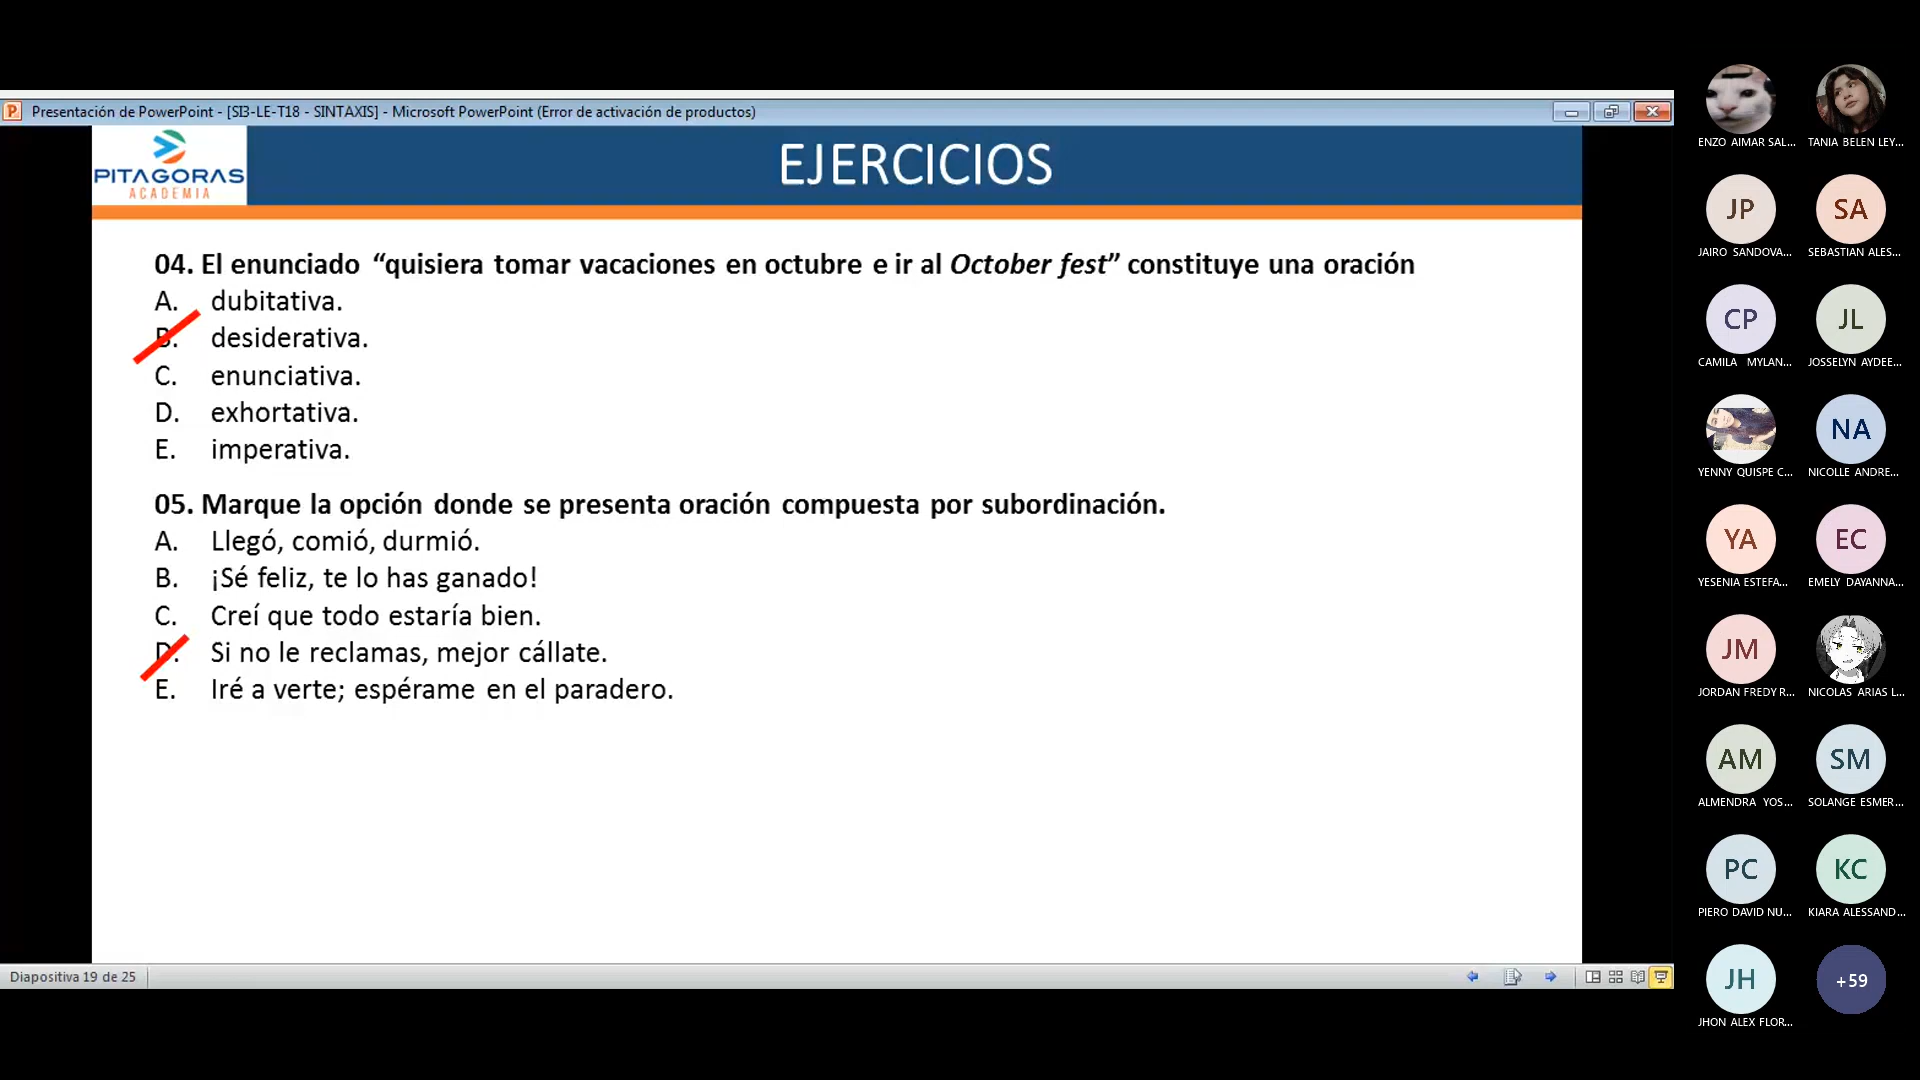 Presentación de PowerPoint - [SI3-LE-T18 - SINTAXIS] - Microsoft PowerPoint (Error de activación de productos)
PITAGORAS
ACADEMIA
EJERCICIOS
04. El enunciado “quisiera tomar vacaciones en octubre e ir al October fest” constituye una oración
A. dubitativa.
B. desiderativa.
C. enunciativa.
D. exhortativa.
E. imperativa.
05. Marque la opción donde se presenta oración compuesta por subordinación.
A. Llegó, comió, durmió.
B. ¡Sé feliz, te lo has ganado!
C. Creí que todo estaría bien.
D. Si no le reclamas, mejor cállate.
E. Iré a verte; espérame en el paradero.
Diapositiva 19 de 25
ENZO AIMAR SAL... TANIA BELEN LEY...
JP SA
JAIRO SANDOVA... SEBASTIAN ALES...
CP JL
CAMILA MYLAN... JOSSELYN AYDEE...
NA
YENNY QUISPE C... NICOLLE ANDRE...
YA EC
YESENIA ESTEFA... EMELY DAYANNA...
JM
JORDAN FREDY R... NICOLAS ARIAS L...
AM SM
ALMENDRA YOS... SOLANGE ESMER...
PC KC
PIERO DAVID NU... KIARA ALESSAND...
JH +59
JHON ALEX FLOR...